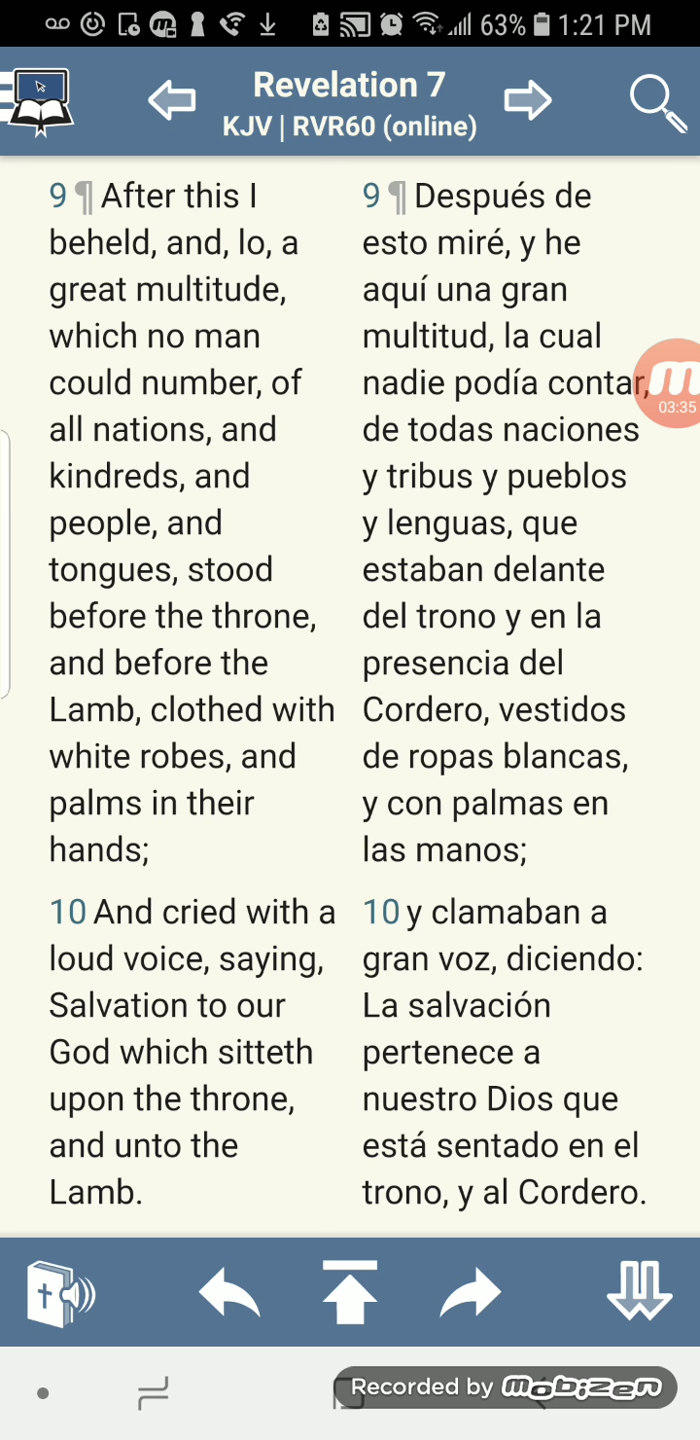 63% 1:21 PM
Revelation 7
KJV | RVR60 (online)
9 ¶ After this I
beheld, and, lo, a
great multitude,
which no man
could number, of
all nations, and
kindreds, and
people, and
tongues, stood
before the throne,
and before the
Lamb, clothed with
white robes, and
palms in their
hands;
10 And cried with a
loud voice, saying,
Salvation to our
God which sitteth
upon the throne,
and unto the
Lamb.
9 ¶ Después de
esto miré, y he
aquí una gran
multitud, la cual
nadie podía contar,
de todas naciones
y tribus y pueblos
y lenguas, que
estaban delante
del trono y en la
presencia del
Cordero, vestidos
de ropas blancas,
y con palmas en
las manos;
10 y clamaban a
gran voz, diciendo:
La salvación
pertenece a
nuestro Dios que
está sentado en el
trono, y al Cordero.
m
03:35
Recorded by mobizen